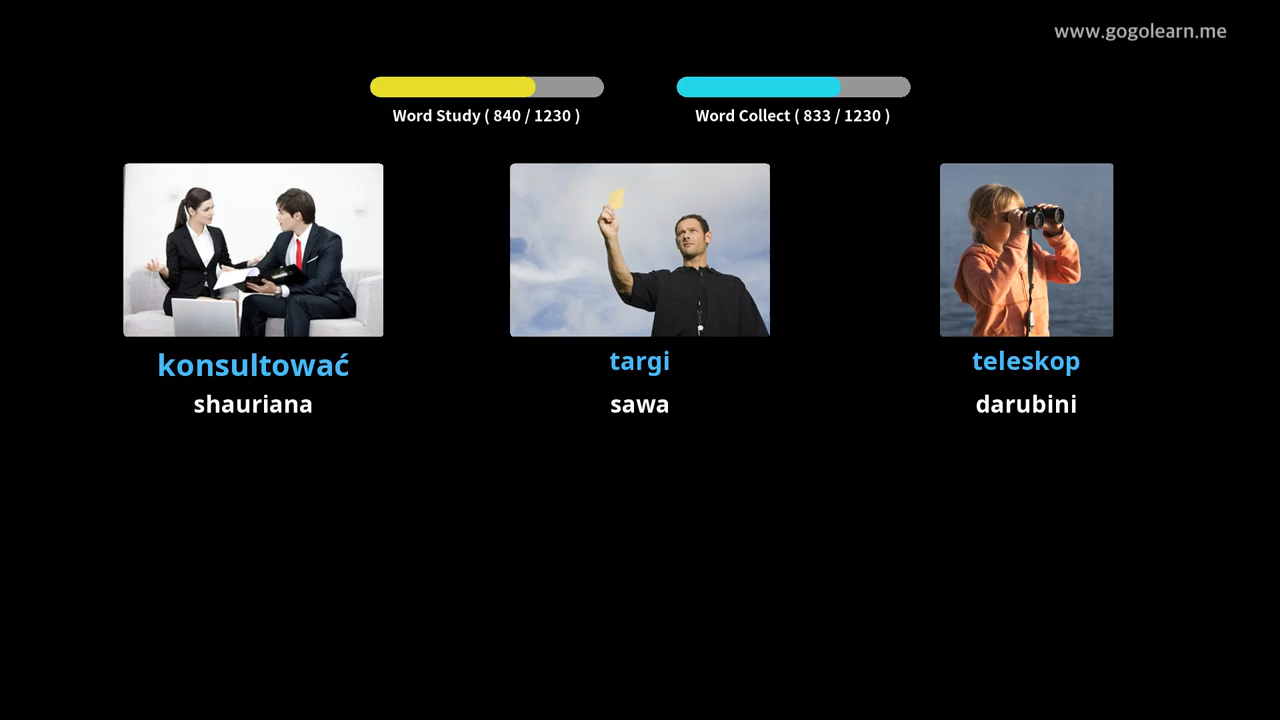 www.gogolearn.me
Word Study ( 840 / 1230 )
Word Collect ( 833 / 1230 )
konsultować
shauriana
targi
sawa
teleskop
darubini